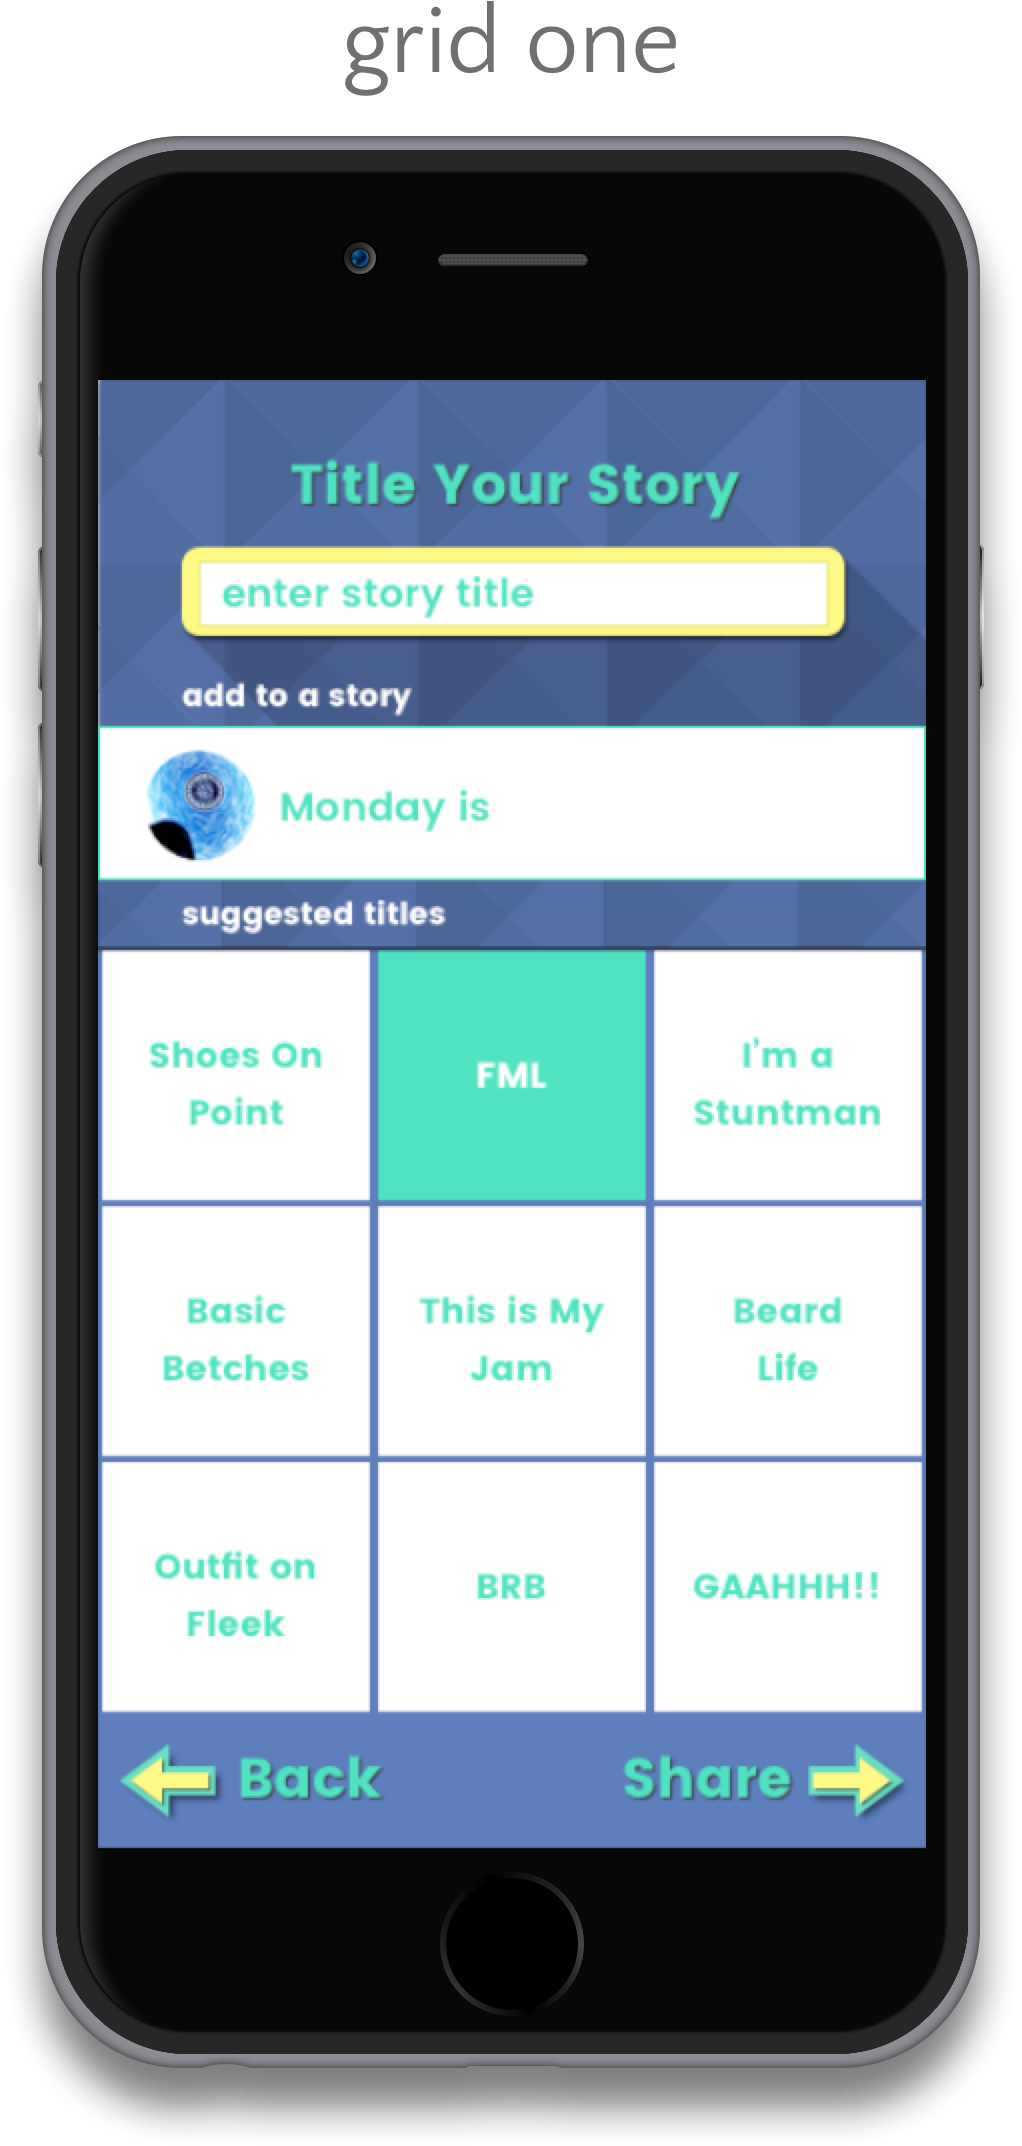 grid one
Title Your Story
enter story title
add to a story
Monday is
suggested titles
Shoes On
Point
FML
I'm a
Stuntman
Basic
Betches
This is My
Jam
Beard
Life
Outfit on
Fleek
BRB
GAAHHH!!
Back
Share